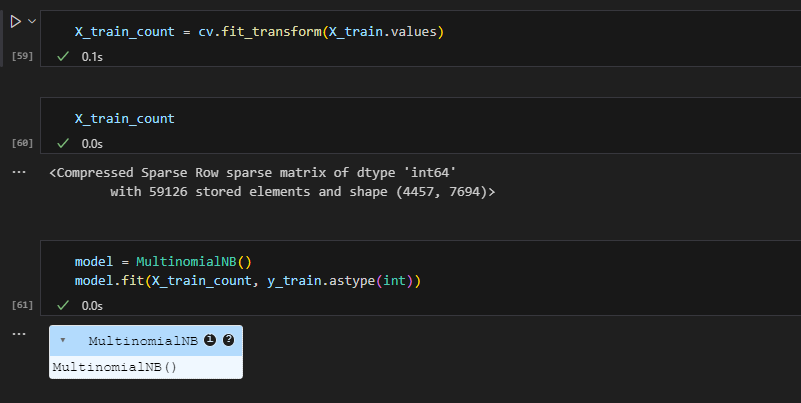 X_train_count = cv.fit_transform(X_train.values)
[59]
0.1s
X_train_count
[60]
0.0s
<Compressed Sparse Row sparse matrix of dtype 'int64'
with 59126 stored elements and shape (4457, 7694)>
model = MultinomialNB()
model.fit(X_train_count, y_train.astype(int))
[61]
0.0s
MultinomialNB i ?
MultinomialNB()